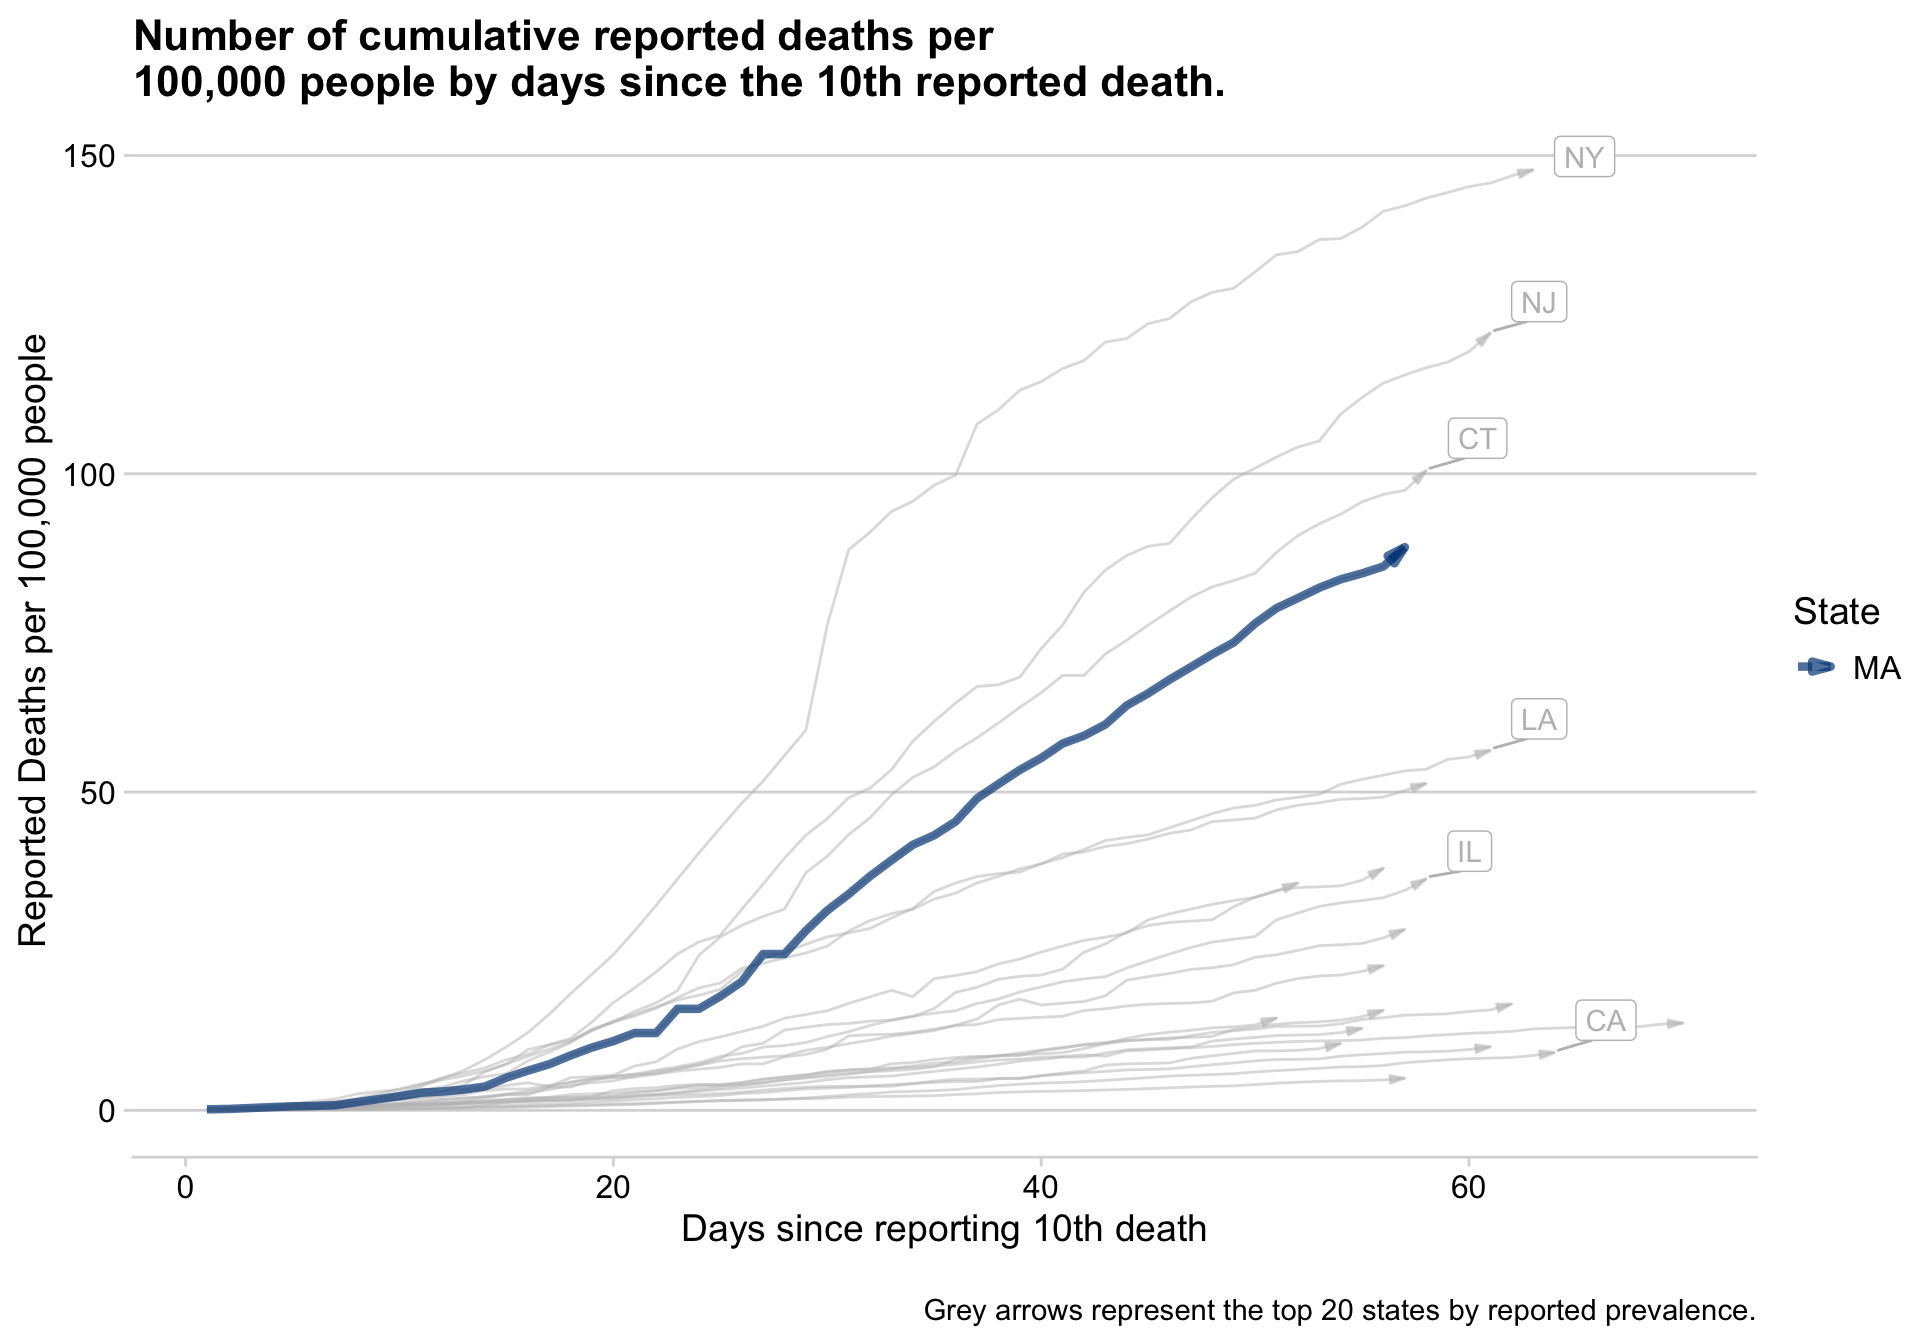 Number of cumulative reported deaths per
100,000 people by days since the 10th reported death.
Reported Deaths per 100,000 people
150
100
50
0
NY
NJ
CT
LA
IL
CA
State
MA
0
20
40
60
Days since reporting 10th death
Grey arrows represent the top 20 states by reported prevalence.